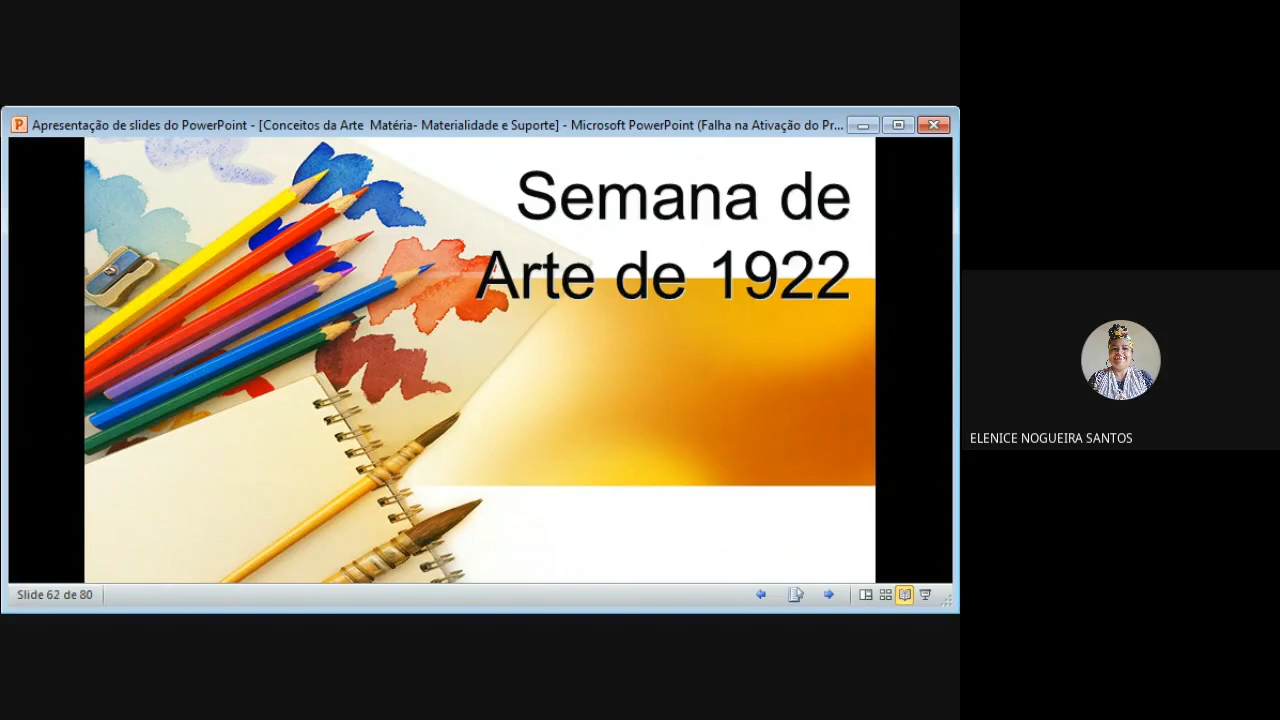 Apresentação de slides do PowerPoint - [Conceitos da Arte  Matéria- Materialidade e Suporte] - Microsoft PowerPoint (Falha na Ativação do Pr...
Semana de
Arte de 1922
ELENICE NOGUEIRA SANTOS
Slide 62 de 80